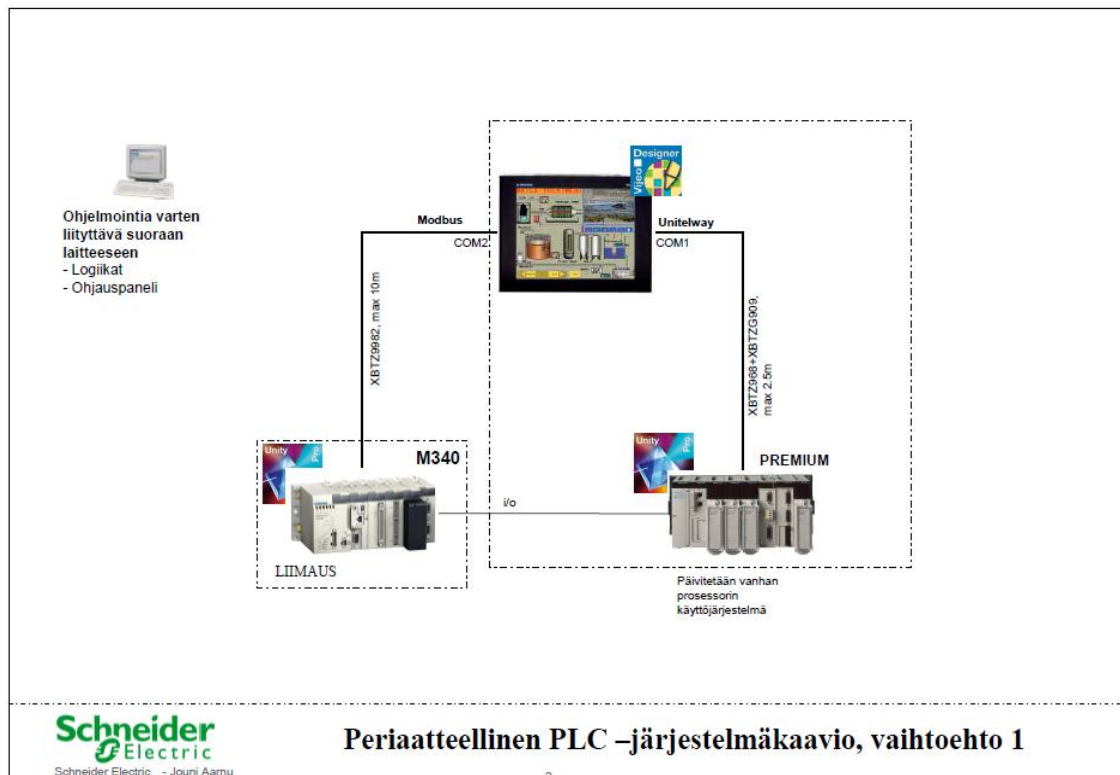 Ohjelmointia varten
liityttävä suoraan
laitteeseen
- Logiikat
- Ohjauspaneli
Vijeo Designer
Modbus
COM2
Unitelway
COM1
XBTZ9982, max 10m
XBTZ968+XBTZG909,
max 2.5m
Unity Pro
M340
LIIMAUS
i/o
Unity Pro
PREMIUM
Päivitetään vanhan
prosessorin
käyttöjärjestelmä
Schneider
Electric
Schneider Electric - Jouni Aarnu
Periaatteellinen PLC –järjestelmäkaavio, vaihtoehto 1